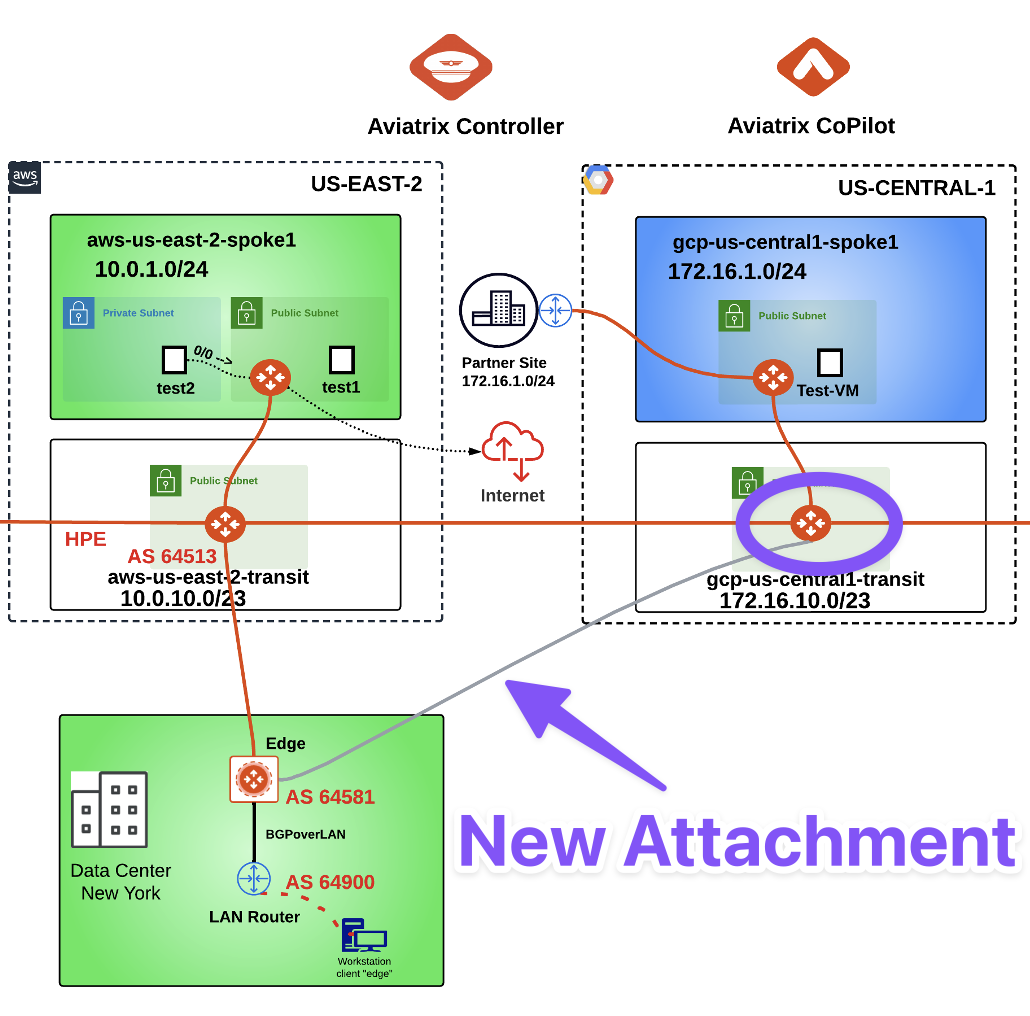 Aviatrix Controller
Aviatrix CoPilot
aws
US-EAST-2
aws-us-east-2-spoke1
10.0.1.0/24
Private Subnet
Public Subnet
0/0 -->
test2
test1
Public Subnet
HPE
AS 64513
aws-us-east-2-transit
10.0.10.0/23
Partner Site
172.16.1.0/24
Internet
US-CENTRAL-1
gcp-us-central1-spoke1
172.16.1.0/24
Public Subnet
Test-VM
gcp-us-central1-transit
172.16.10.0/23
New Attachment
Edge
AS 64581
BGPoverLAN
Data Center
New York
AS 64900
LAN Router
Workstation
client "edge"